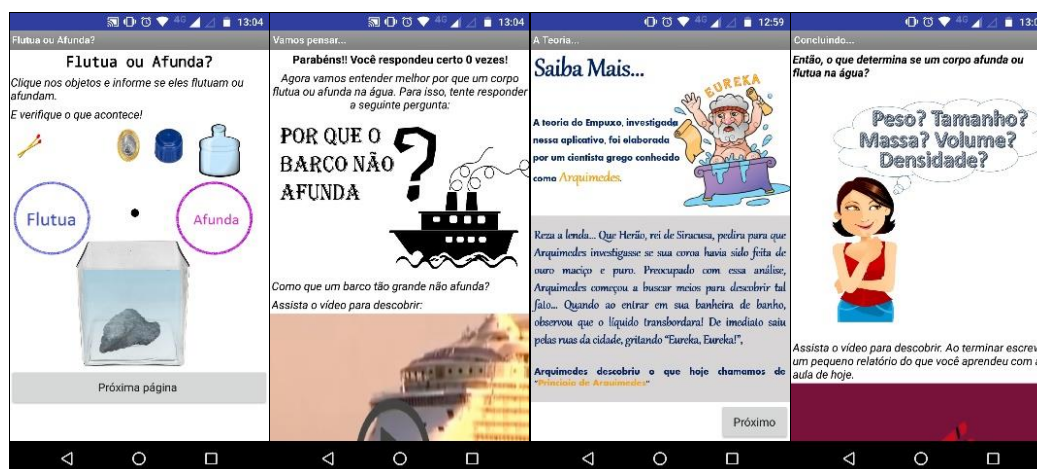 4G 13:04
Flutua ou Afunda?
Flutua ou Afunda?
Clique nos objetos e informe se eles flutuam ou
afundam.
E verifique o que acontece!
Flutua
Afunda
Próxima página
4G 13:04
Vamos pensar...
Parabéns!! Você respondeu certo 0 vezes!
Agora vamos entender melhor por que um corpo
flutua ou afunda na água. Para isso, tente responder
a seguinte pergunta:
POR QUE O
BARCO NÃO
AFUNDA
?
Como que um barco tão grande não afunda?
Assista o vídeo para descobrir:
4G 12:59
A Teoria...
Saiba Mais...
EUREKA
A teoria do Empuxo, investigada
nessa aplicativo, foi elaborada
por um cientista grego conhecido
como Arquimedes.
Reza a lenda... Que Herão, rei de Siracusa, pedira para que
Arquimedes investigasse se sua coroa havia sido feita de
ouro maciço e puro. Preocupado com essa análise,
Arquimedes começou a buscar meios para descobrir tal
fato... Quando ao entrar em sua banheira de banho,
observou que o líquido transbordara! De imediato saiu
pelas ruas da cidade, gritando "Eureka, Eureka!",
Arquimedes descobriu o que hoje chamamos de
"Princípio de Arquimedes"
Próximo
4G 13:0
Concluindo...
Então, o que determina se um corpo afunda ou
flutua na água?
Peso? Tamanho?
Massa? Volume?
Densidade?
Assista o vídeo para descobrir. Ao terminar escrev
um pequeno relatório do que você aprendeu com a
aula de hoje.